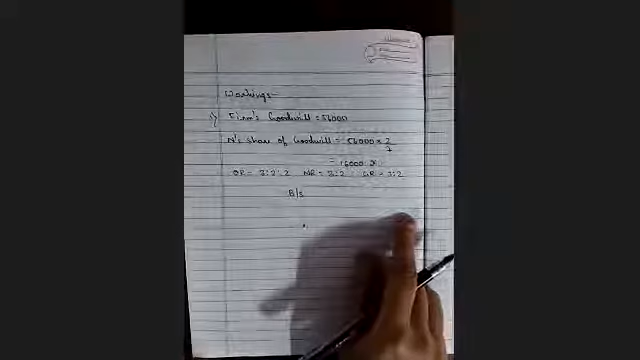 Workings-
1) Firm's Goodwill = 56000
N's share of Goodwill = 56000 × 2/7
= 16000
OR = 3:2:2 NR = 3:2 GR = 3:2
B/s